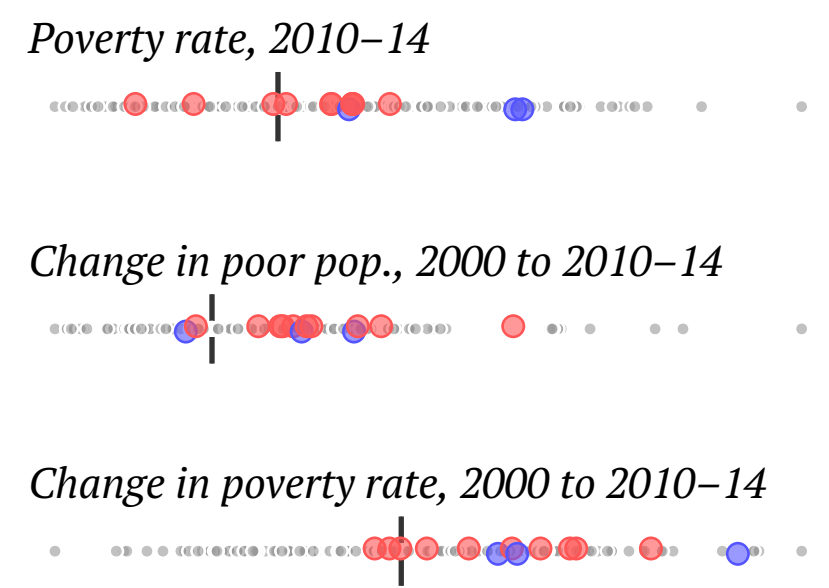 Poverty rate, 2010–14
Change in poor pop., 2000 to 2010–14
Change in poverty rate, 2000 to 2010–14